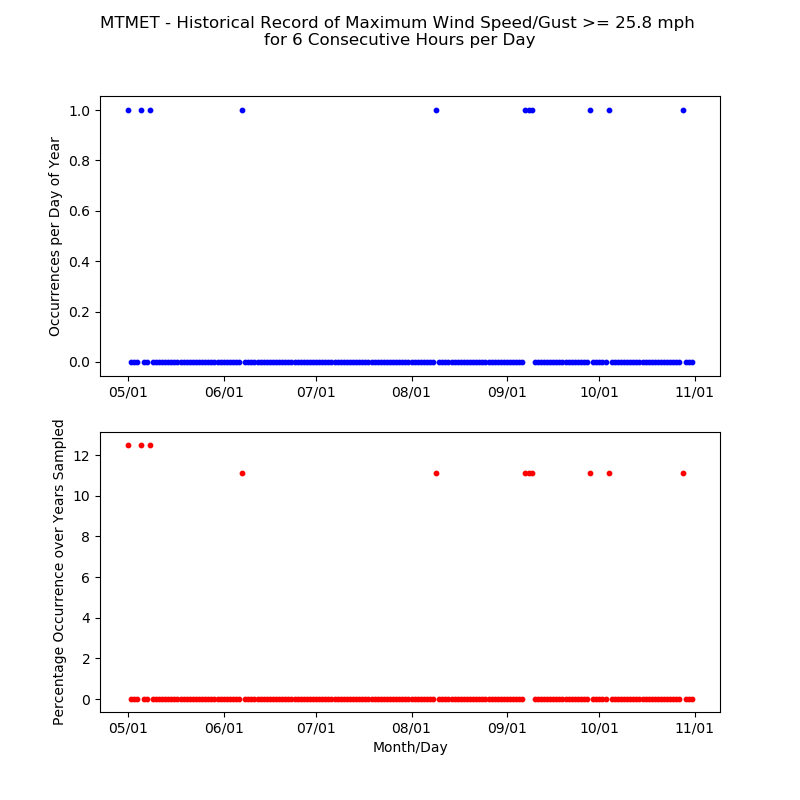 MTMET - Historical Record of Maximum Wind Speed/Gust >= 25.8 mph
for 6 Consecutive Hours per Day
Occurrences per Day of Year
1.0
0.8
0.6
0.4
0.2
0.0
05/01 06/01 07/01 08/01 09/01 10/01 11/01
Percentage Occurrence over Years Sampled
12
10
8
6
4
2
0
05/01 06/01 07/01 08/01 09/01 10/01 11/01
Month/Day